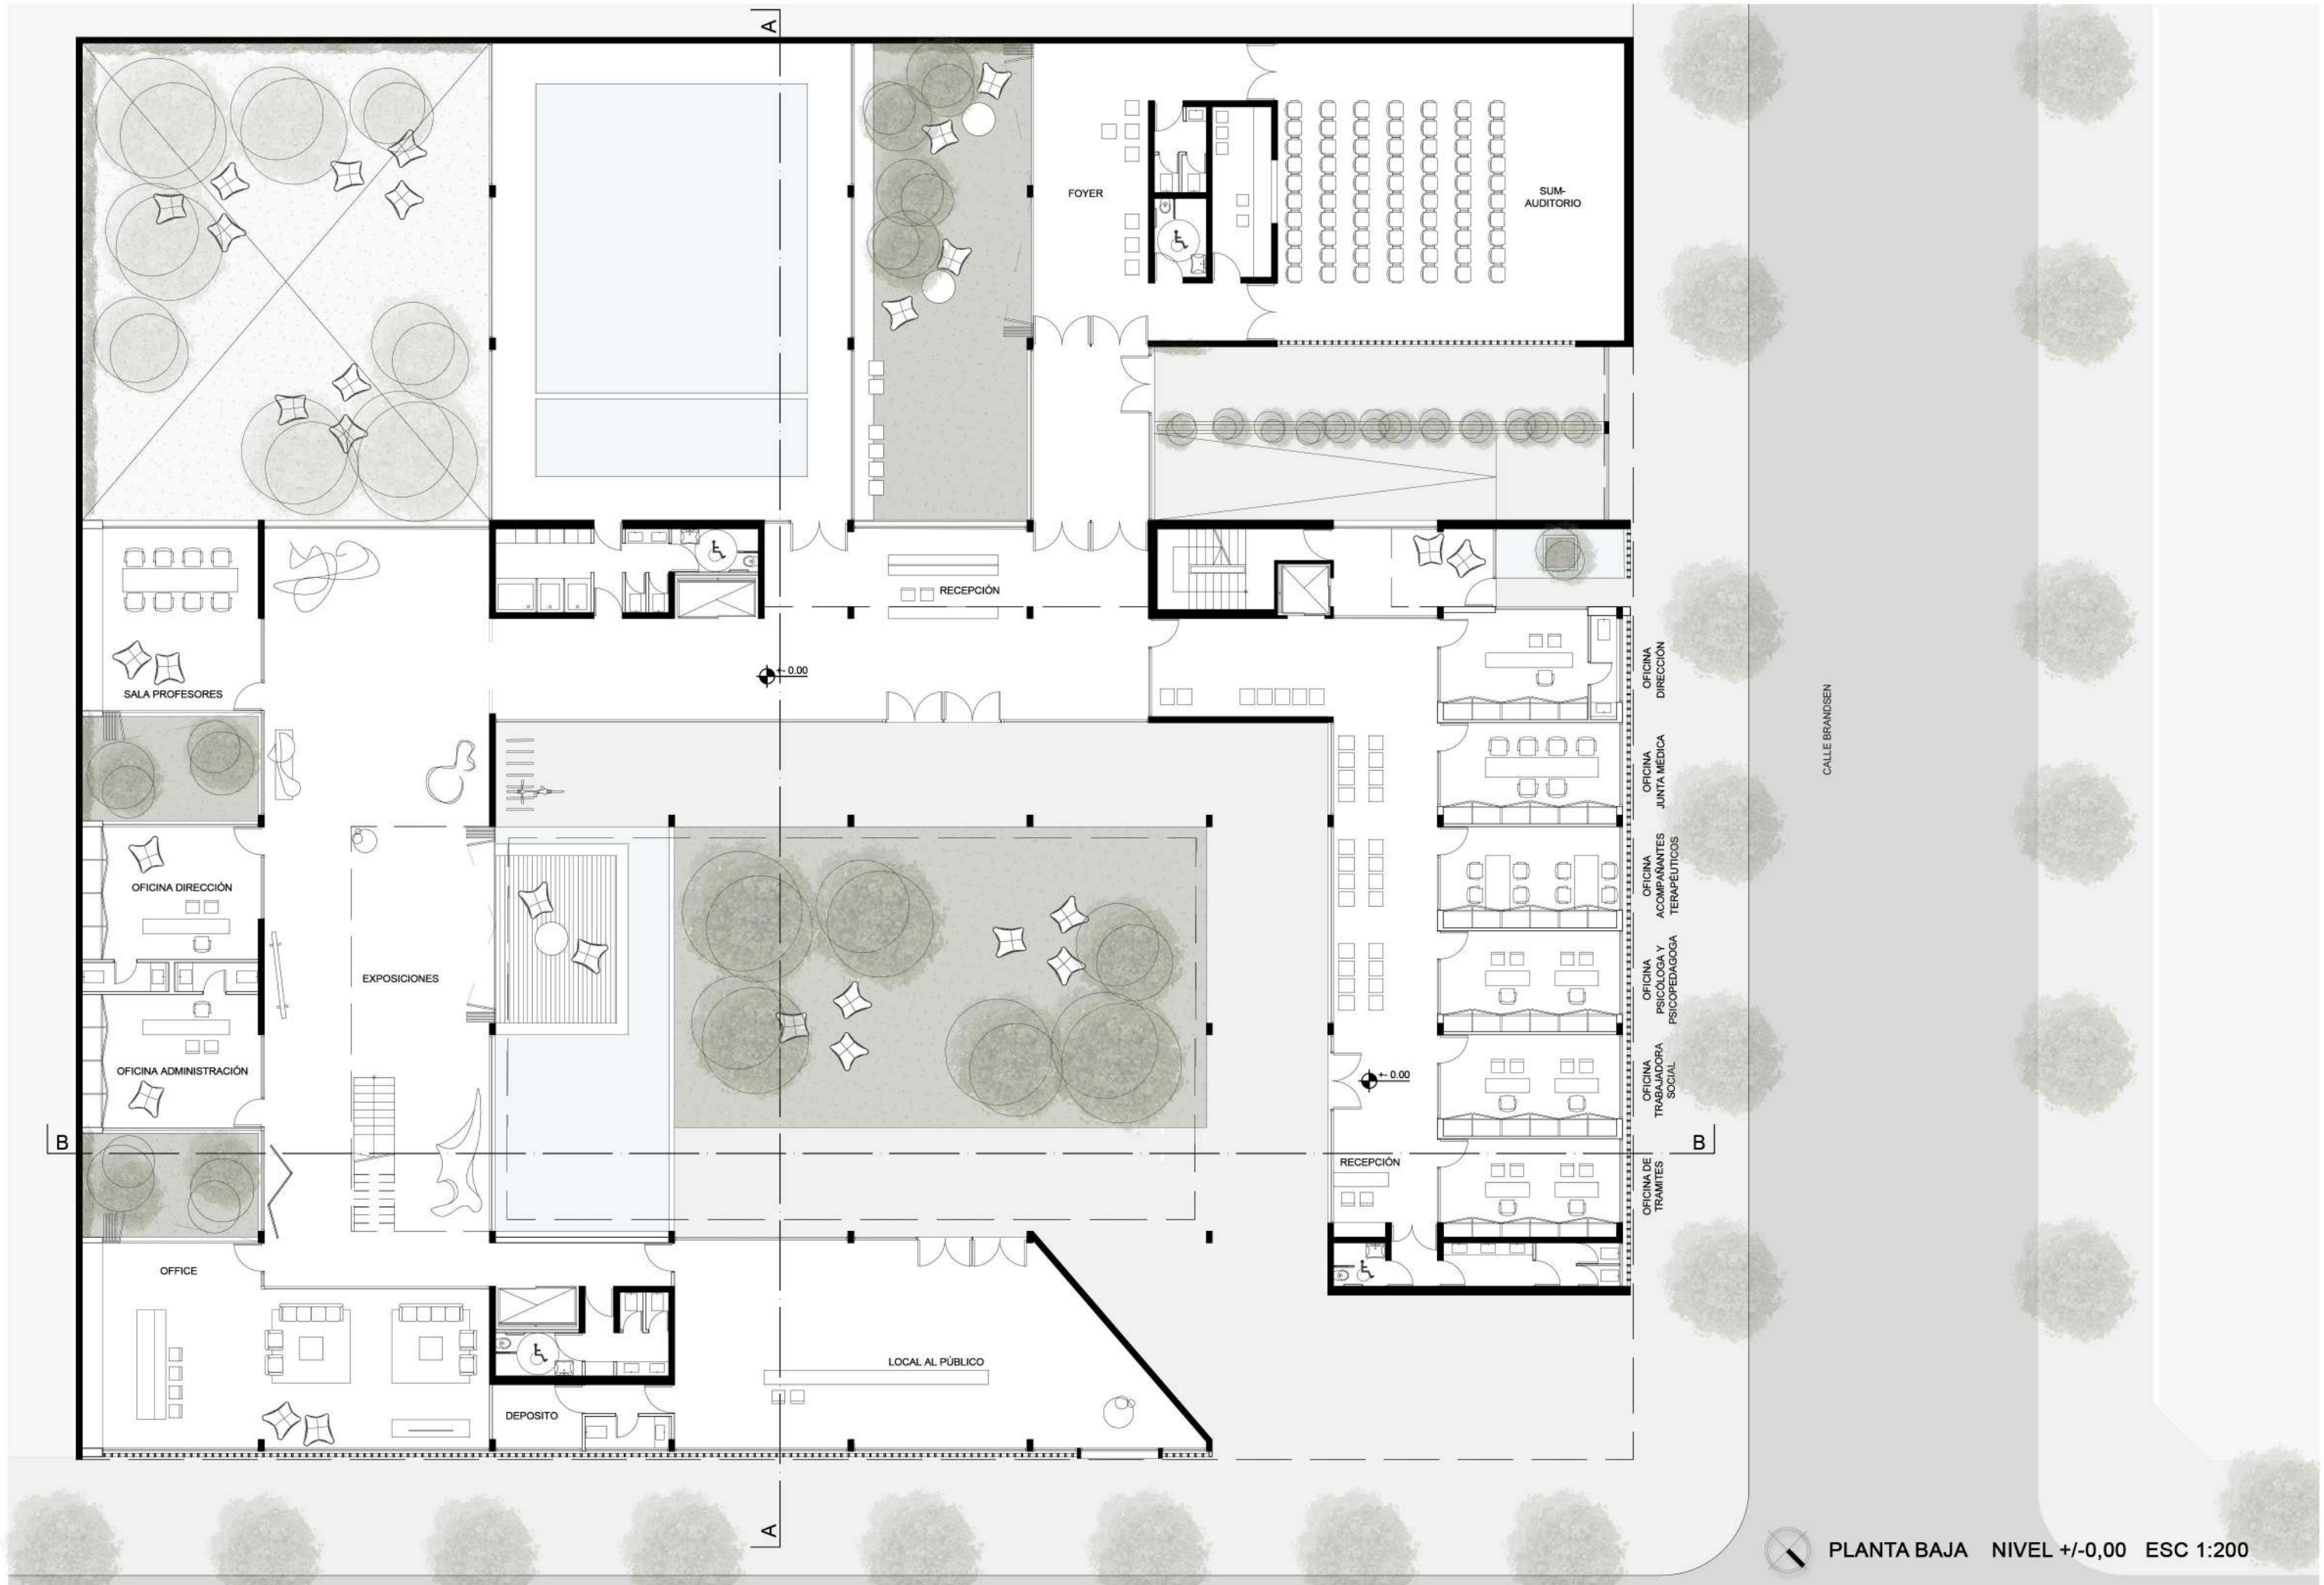 A
FOYER
SUM-
AUDITORIO
RECEPCIÓN
+- 0.00
SALA PROFESORES
OFICINA
DIRECCIÓN
CALLE BRANDSEN
OFICINA
JUNTA MÉDICA
OFICINA
ACOMPAÑANTES
TERAPÉUTICOS
OFICINA DIRECCIÓN
OFICINA
PSICÓLOGA Y
PSICOPEDAGOGA
EXPOSICIONES
OFICINA ADMINISTRACIÓN
+- 0.00
OFICINA
TRABAJADORA
SOCIAL
B
B
RECEPCIÓN
OFICINA DE
TRAMITES
OFFICE
LOCAL AL PÚBLICO
DEPOSITO
A
PLANTA BAJA NIVEL +/-0,00 ESC 1:200